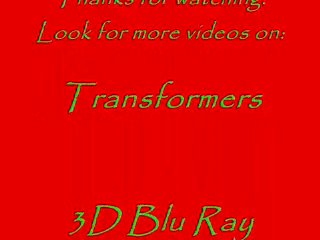 Thanks for watching!
Look for more videos on:
Transformers
3D Blu Ray